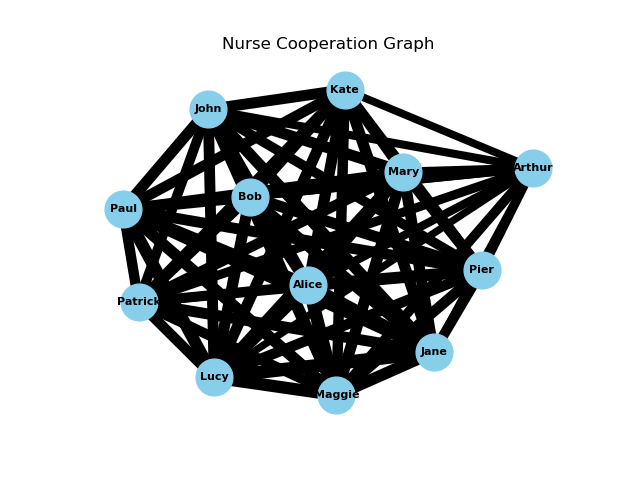 Nurse Cooperation Graph
Kate
John
Arthur
Mary
Bob
Paul
Pier
Alice
Patrick
Jane
Lucy
Maggie